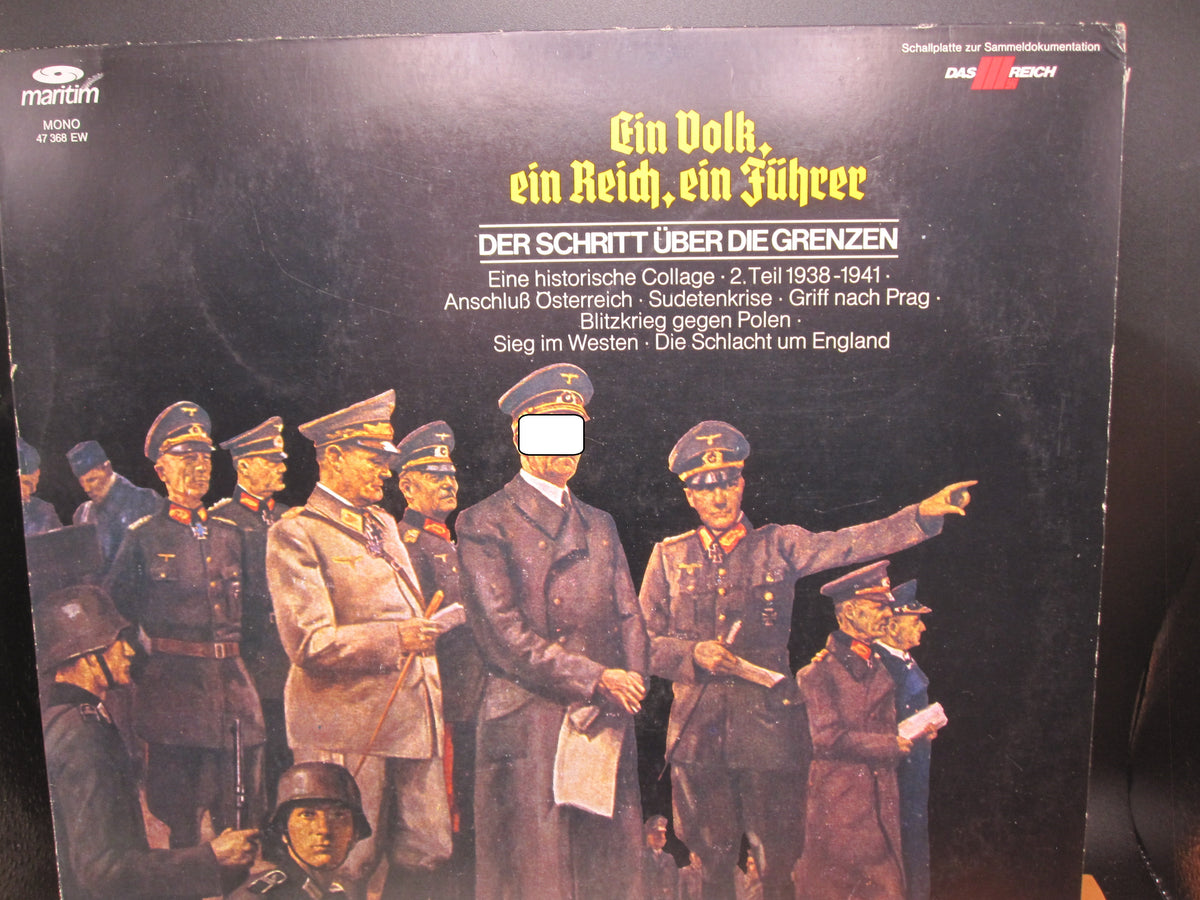 maritim
MONO
47 368 EW
Schallplatte zur Sammeldokumentation
DAS III. REICH
Ein Volk,
ein Reich, ein Führer
DER SCHRITT ÜBER DIE GRENZEN
Eine historische Collage · 2. Teil 1938-1941 ·
Anschluß Österreich · Sudetenkrise · Griff nach Prag ·
Blitzkrieg gegen Polen ·
Sieg im Westen · Die Schlacht um England